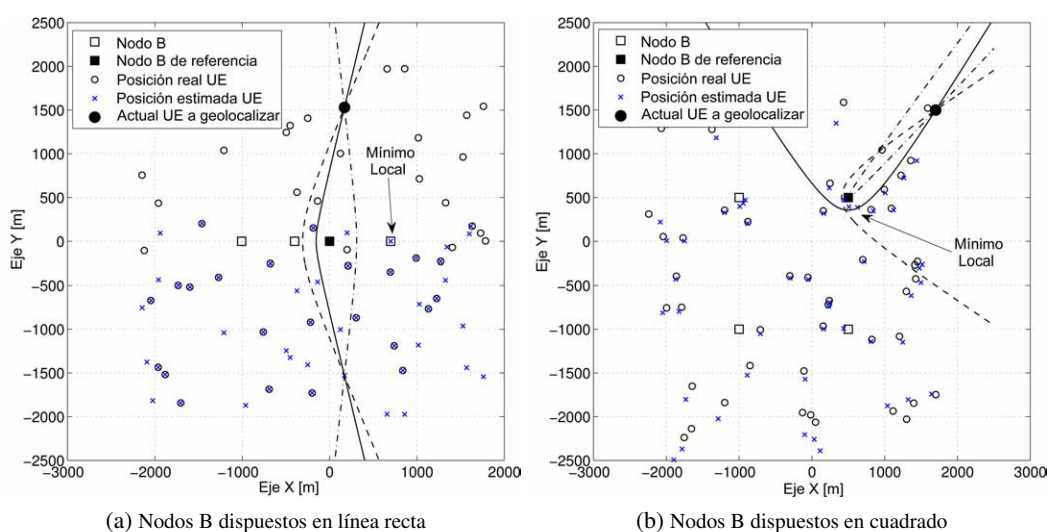 2500
2000
1500
1000
500
0
−500
−1000
−1500
−2000
−2500
Eje Y [m]
Nodo B
Nodo B de referencia
Posición real UE
Posición estimada UE
Actual UE a geolocalizar
Mínimo
Local
−3000
−2000
−1000
0
1000
2000
Eje X [m]
(a) Nodos B dispuestos en línea recta
2500
2000
1500
1000
500
0
−500
−1000
−1500
−2000
−2500
Eje Y [m]
Nodo B
Nodo B de referencia
Posición real UE
Posición estimada UE
Actual UE a geolocalizar
Mínimo
Local
−3000
−2000
−1000
0
1000
2000
3000
Eje X [m]
(b) Nodos B dispuestos en cuadrado